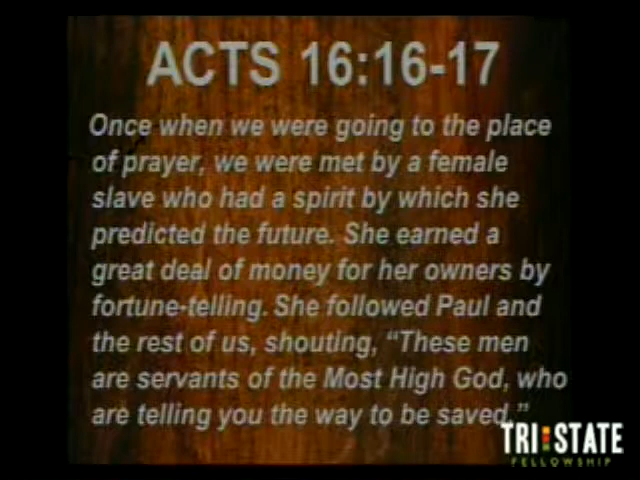 ACTS 16:16-17
Once when we were going to the place
of prayer, we were met by a female
slave who had a spirit by which she
predicted the future. She earned a
great deal of money for her owners by
fortune-telling. She followed Paul and
the rest of us, shouting, “These men
are servants of the Most High God, who
are telling you the way to be saved.”
TRI STATE
FELLOWSHIP